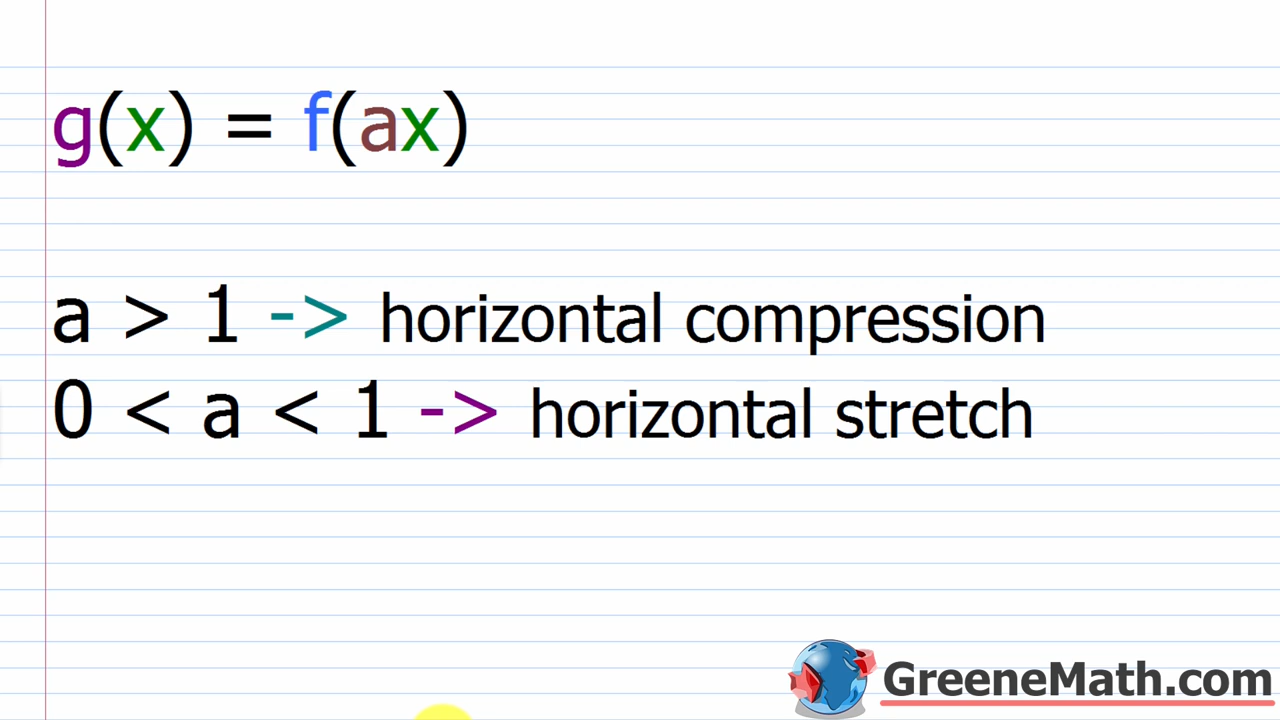 g(x) = f(ax)
a > 1 -> horizontal compression
0 < a < 1 -> horizontal stretch
GreeneMath.com